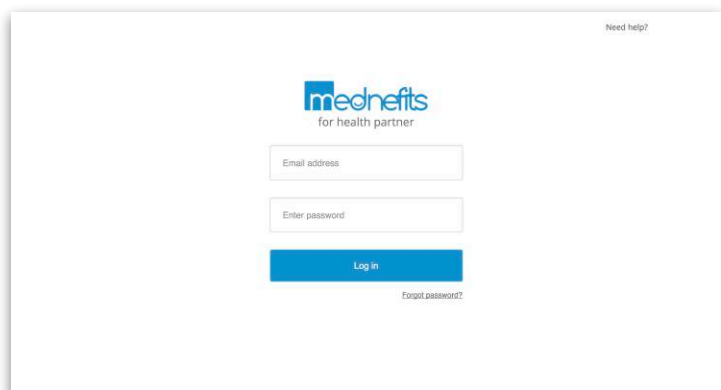 Need help?
mednefits
for health partner
Email address
Enter password
Log in
Forgot password?